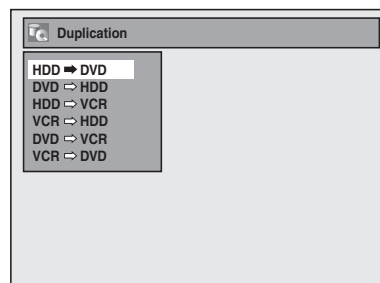 Duplication
HDD ➡ DVD
DVD ⇨ HDD
HDD ⇨ VCR
VCR ⇨ HDD
DVD ⇨ VCR
VCR ⇨ DVD